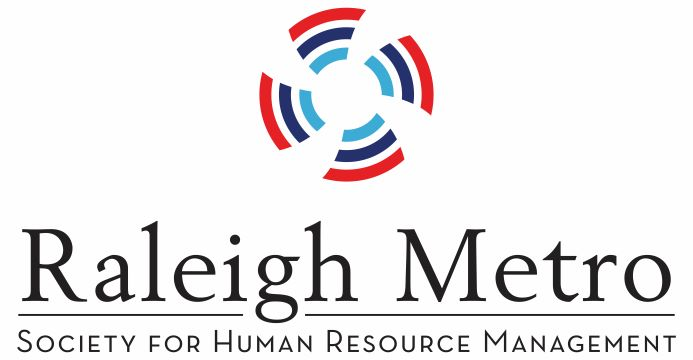 Raleigh Metro
Society for Human Resource Management